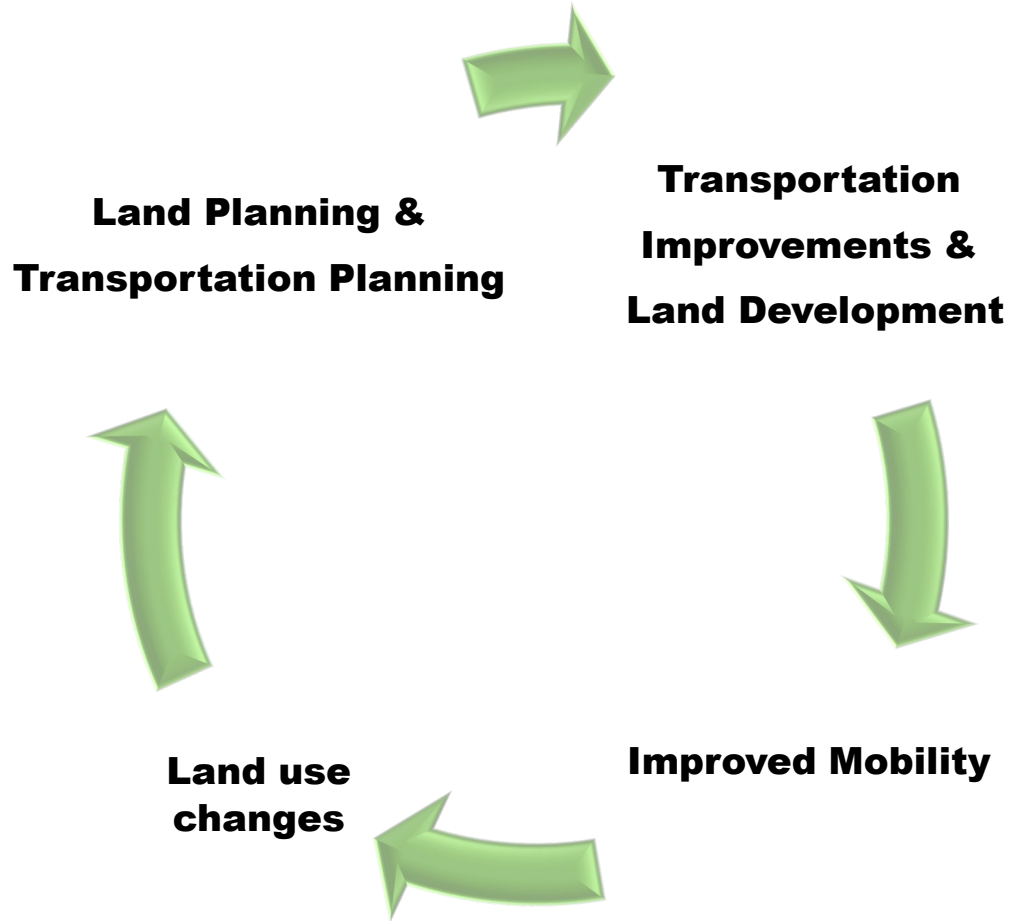 Land Planning &
Transportation Planning
Transportation
Improvements &
Land Development
Improved Mobility
Land use
changes